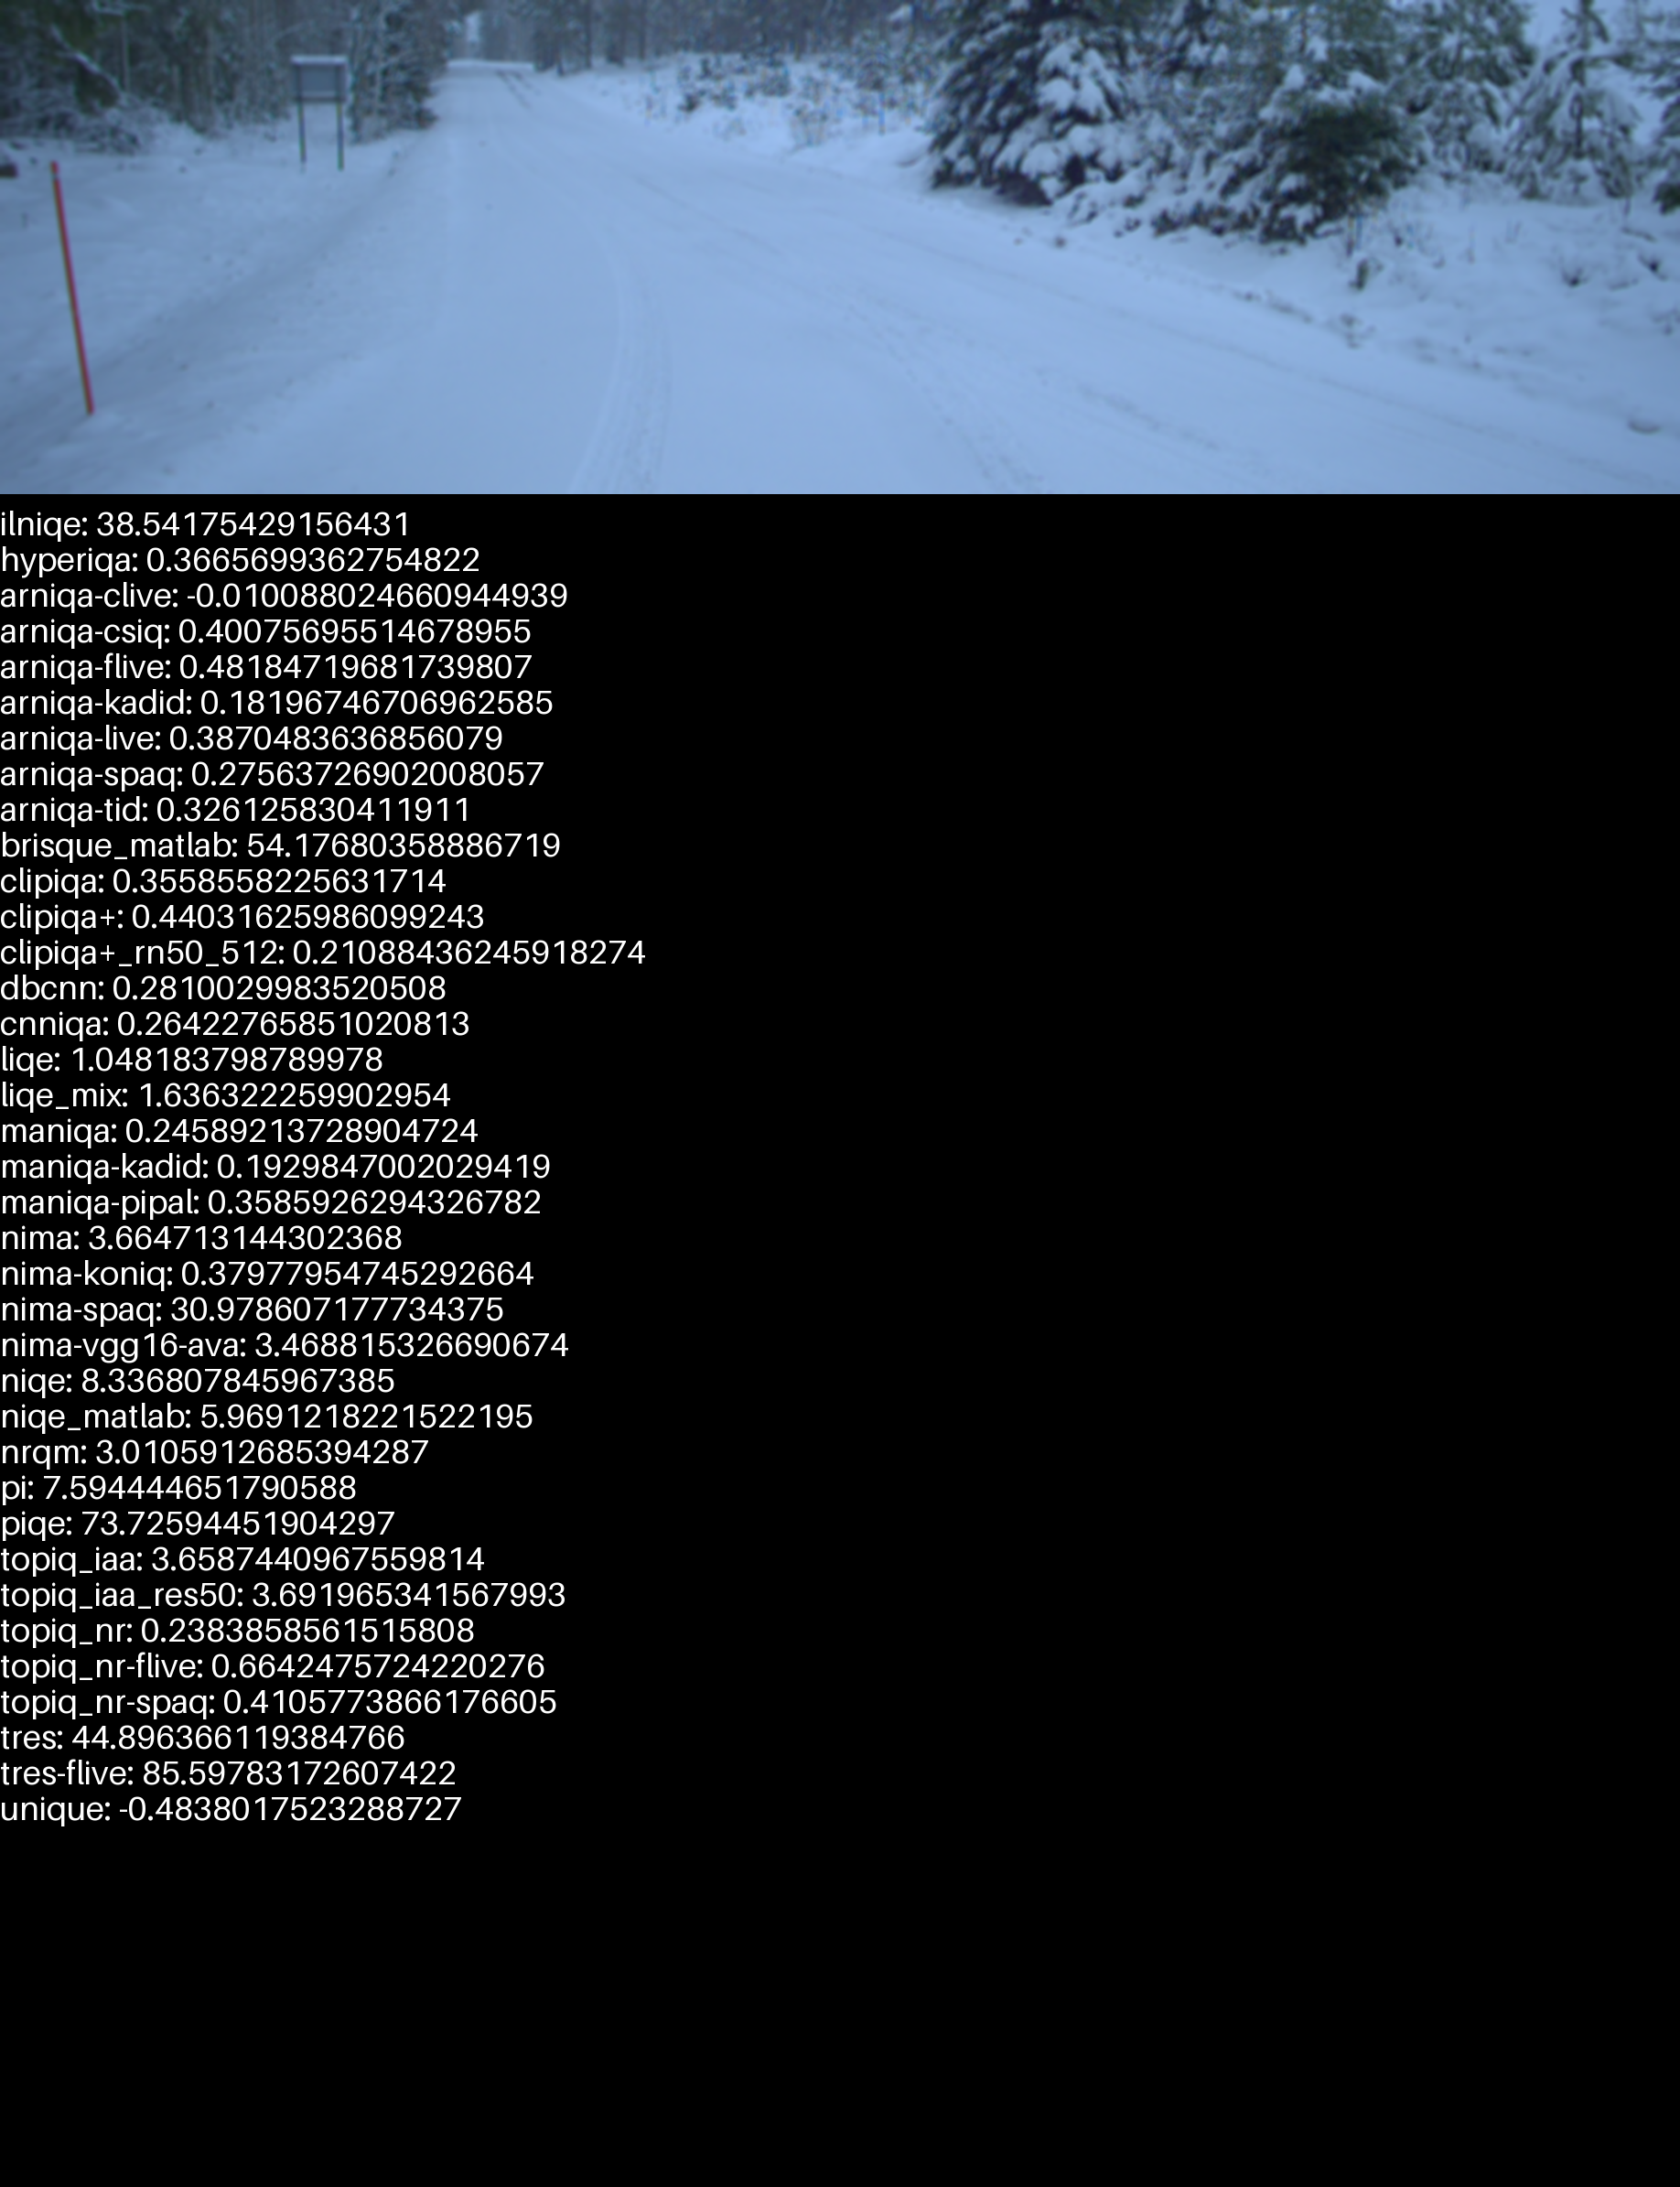 ilniqe: 38.54175429156431
hyperiqa: 0.3665699362754822
arniqa-clive: -0.010088024660944939
arniqa-csiq: 0.40075695514678955
arniqa-flive: 0.48184719681739807
arniqa-kadid: 0.18196746706962585
arniqa-live: 0.3870483636856079
arniqa-spaq: 0.27563726902008057
arniqa-tid: 0.326125830411911
brisque_matlab: 54.17680358886719
clipiqa: 0.3558558225631714
clipiqa+: 0.44031625986099243
clipiqa+_rn50_512: 0.21088436245918274
dbcnn: 0.2810029983520508
cnniqa: 0.26422765851020813
liqe: 1.048183798789978
liqe_mix: 1.636322259902954
maniqa: 0.24589213728904724
maniqa-kadid: 0.1929847002029419
maniqa-pipal: 0.3585926294326782
nima: 3.664713144302368
nima-koniq: 0.37977954745292664
nima-spaq: 30.978607177734375
nima-vgg16-ava: 3.468815326690674
niqe: 8.336807845967385
niqe_matlab: 5.9691218221522195
nrqm: 3.0105912685394287
pi: 7.594444651790588
piqe: 73.72594451904297
topiq_iaa: 3.6587440967559814
topiq_iaa_res50: 3.691965341567993
topiq_nr: 0.2383858561515808
topiq_nr-flive: 0.6642475724220276
topiq_nr-spaq: 0.4105773866176605
tres: 44.896366119384766
tres-flive: 85.59783172607422
unique: -0.4838017523288727